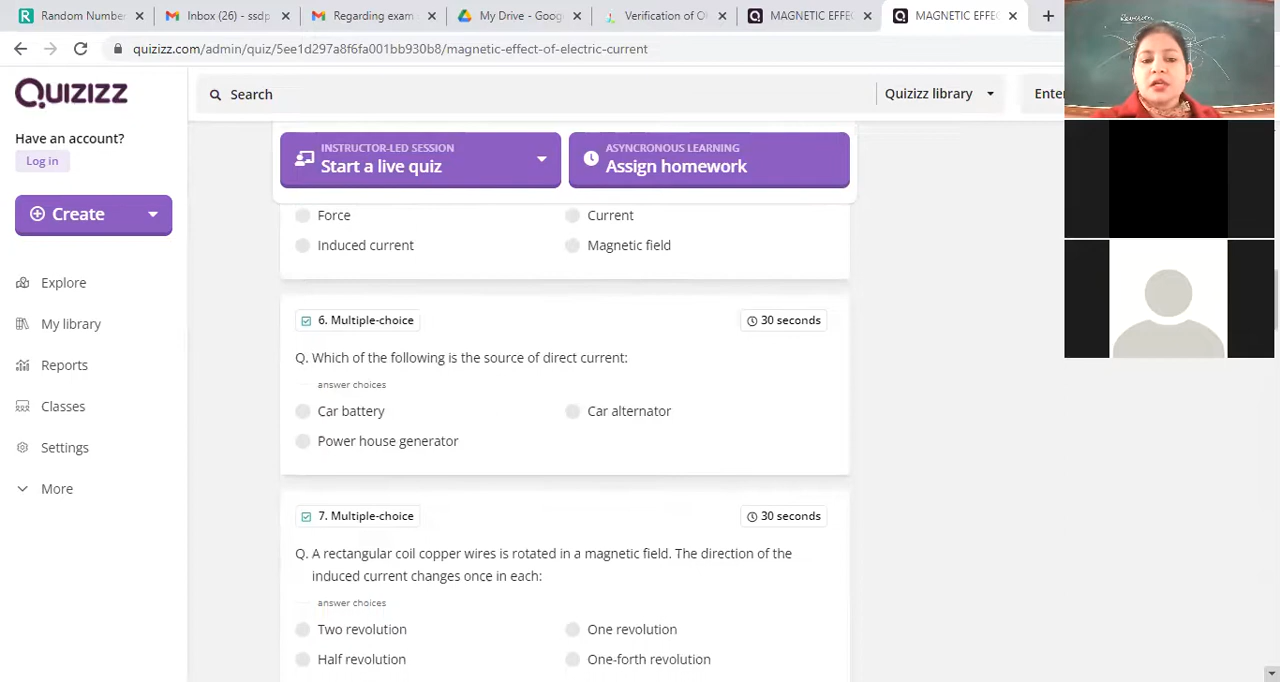 Random Number
Inbox (26) - ssdp
Regarding exam
My Drive - Goog
Verification of O
MAGNETIC EFFE
MAGNETIC EFFE
quizizz.com/admin/quiz/5ee1d297a8f6fa001bb930b8/magnetic-effect-of-electric-current
Revision
Quizizz
Search
Quizizz library
Enter
Have an account?
Log in
Create
Explore
My library
Reports
Classes
Settings
More
INSTRUCTOR-LED SESSION
Start a live quiz
ASYNCRONOUS LEARNING
Assign homework
Force
Current
Induced current
Magnetic field
6. Multiple-choice
30 seconds
Q. Which of the following is the source of direct current:
answer choices
Car battery
Car alternator
Power house generator
7. Multiple-choice
30 seconds
Q. A rectangular coil copper wires is rotated in a magnetic field. The direction of the
induced current changes once in each:
answer choices
Two revolution
One revolution
Half revolution
One-forth revolution